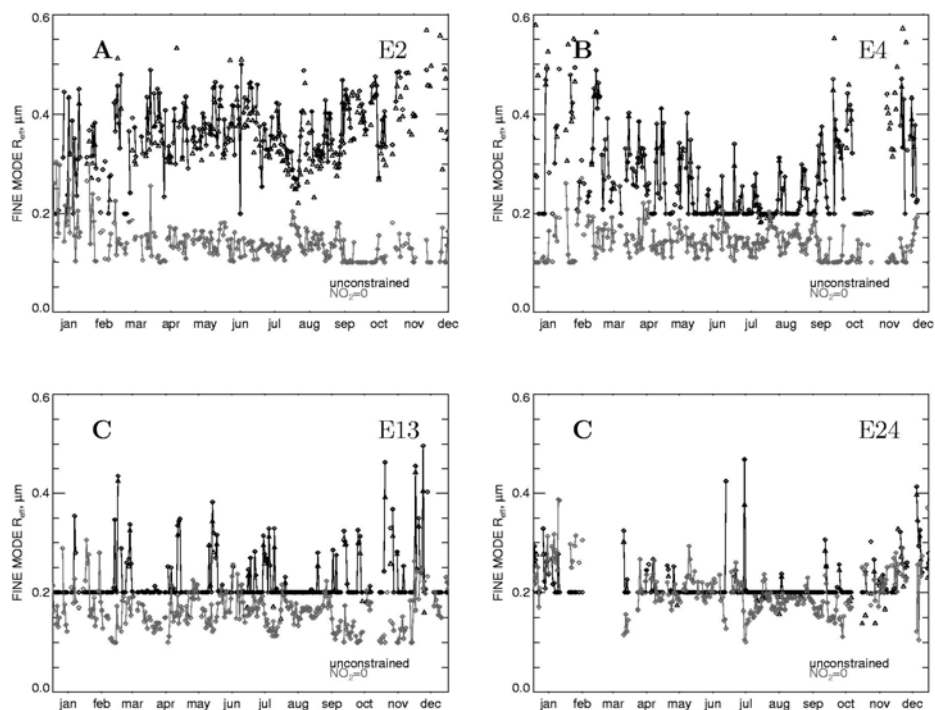 0.6
A
E2
FINE MODE Reff, μm
0.4
0.2
0.0
unconstrained
NO2=0
jan feb mar apr may jun jul aug sep oct nov dec
0.6
B
E4
FINE MODE Reff, μm
0.4
0.2
0.0
unconstrained
NO2=0
jan feb mar apr may jun jul aug sep oct nov dec
0.6
C
E13
FINE MODE Reff, μm
0.4
0.2
0.0
unconstrained
NO2=0
jan feb mar apr may jun jul aug sep oct nov dec
0.6
C
E24
FINE MODE Reff, μm
0.4
0.2
0.0
unconstrained
NO2=0
jan feb mar apr may jun jul aug sep oct nov dec